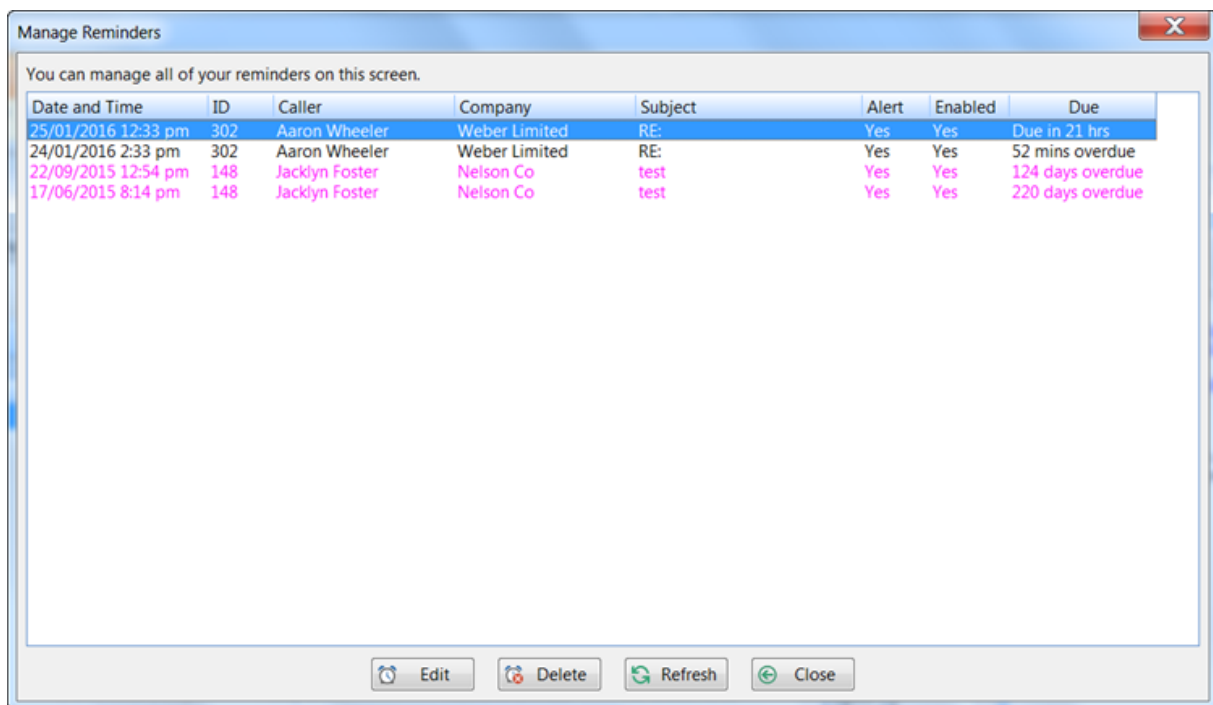 Manage Reminders
You can manage all of your reminders on this screen.
Date and Time ID Caller Company Subject Alert Enabled Due
25/01/2016 12:33 pm 302 Aaron Wheeler Weber Limited RE: Yes Yes Due in 21 hrs
24/01/2016 2:33 pm 302 Aaron Wheeler Weber Limited RE: Yes Yes 52 mins overdue
22/09/2015 12:54 pm 148 Jacklyn Foster Nelson Co test Yes Yes 124 days overdue
17/06/2015 8:14 pm 148 Jacklyn Foster Nelson Co test Yes Yes 220 days overdue
Edit Delete Refresh Close